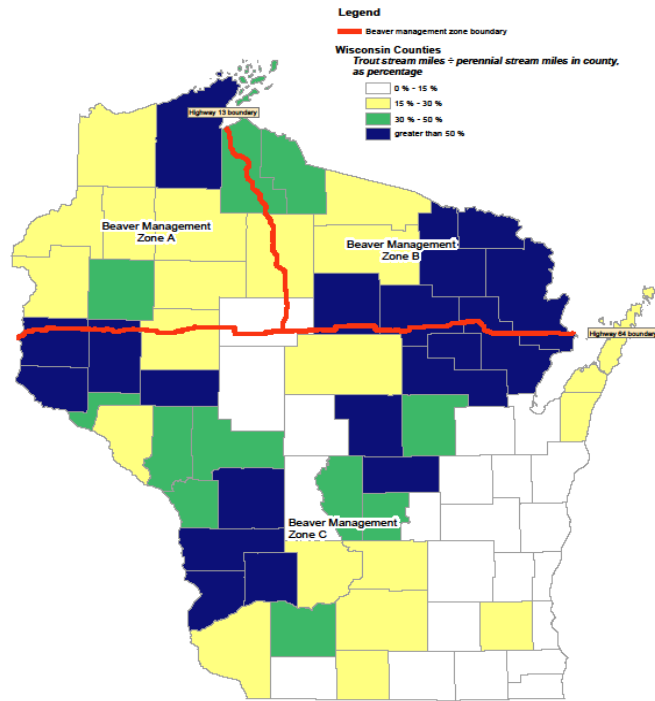 Legend
Beaver management zone boundary
Wisconsin Counties
Trout stream miles ÷ perennial stream miles in county,
as percentage
0 % - 15 %
15 % - 30 %
30 % - 50 %
greater than 50 %
Highway 13 boundary
Beaver Management
Zone A
Beaver Management
Zone B
Highway 64 boundary
Beaver Management
Zone C